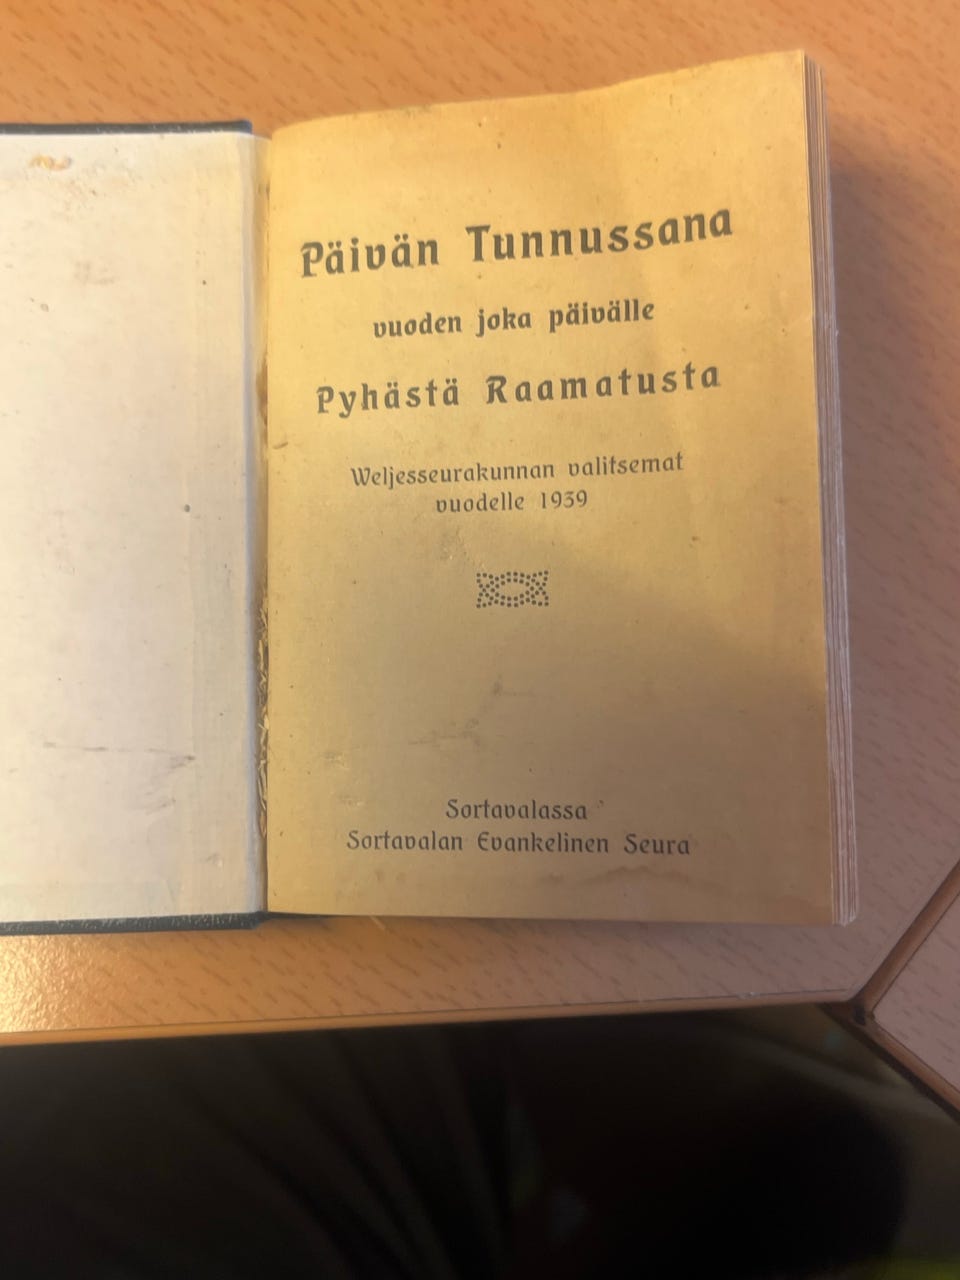 Päivän Tunnussana
vuoden joka päivälle
Pyhästä Raamatusta
Weljesseurakunnan valitsemat
vuodelle 1939
Sortavalassa
Sortavalan Evankelinen Seura